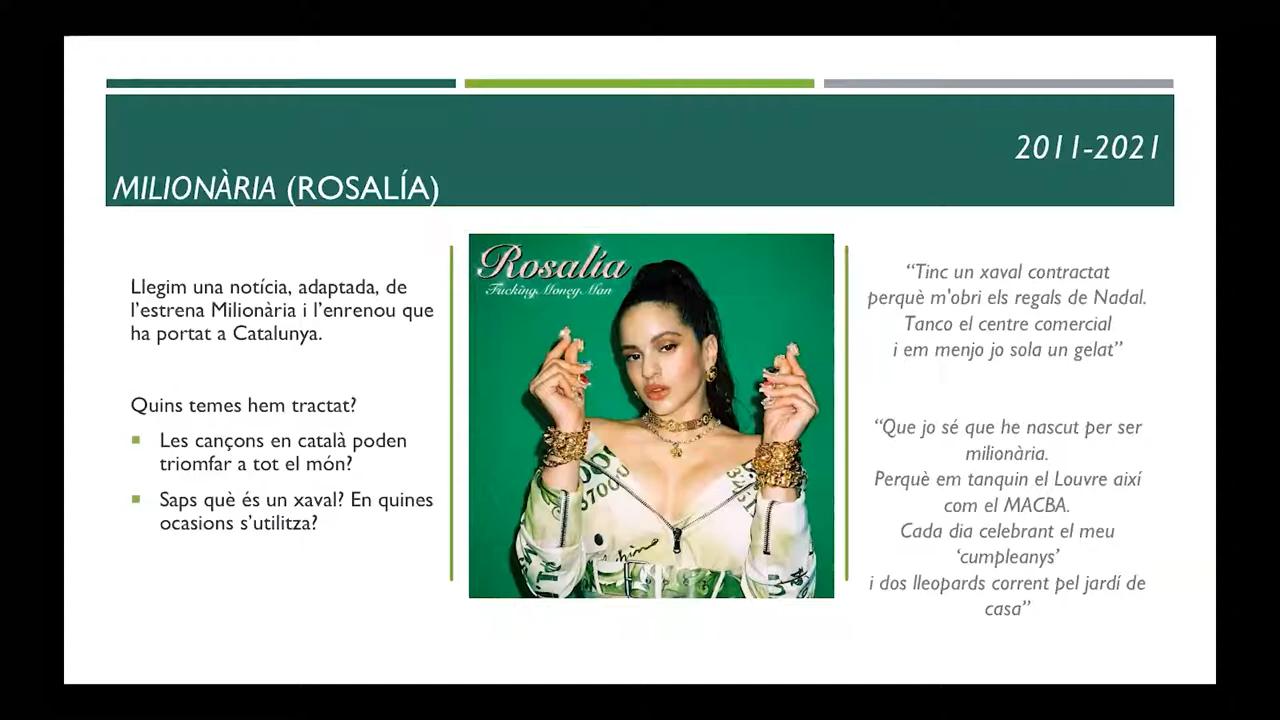 2011-2021
MILIONÀRIA (ROSALÍA)
Llegim una notícia, adaptada, de
l’estrena Milionària i l’enrenou que
ha portat a Catalunya.
Quins temes hem tractat?
Les cançons en català poden
triomfar a tot el món?
Saps què és un xaval? En quines
ocasions s’utilitza?
Rosalía
Fucking Money Man
“Tinc un xaval contractat
perquè m'obri els regals de Nadal.
Tanco el centre comercial
i em menjo jo sola un gelat”
“Que jo sé que he nascut per ser
milionària.
Perquè em tanquin el Louvre així
com el MACBA.
Cada dia celebrant el meu
‘cumpleanys’
i dos lleopards corrent pel jardí de
casa”